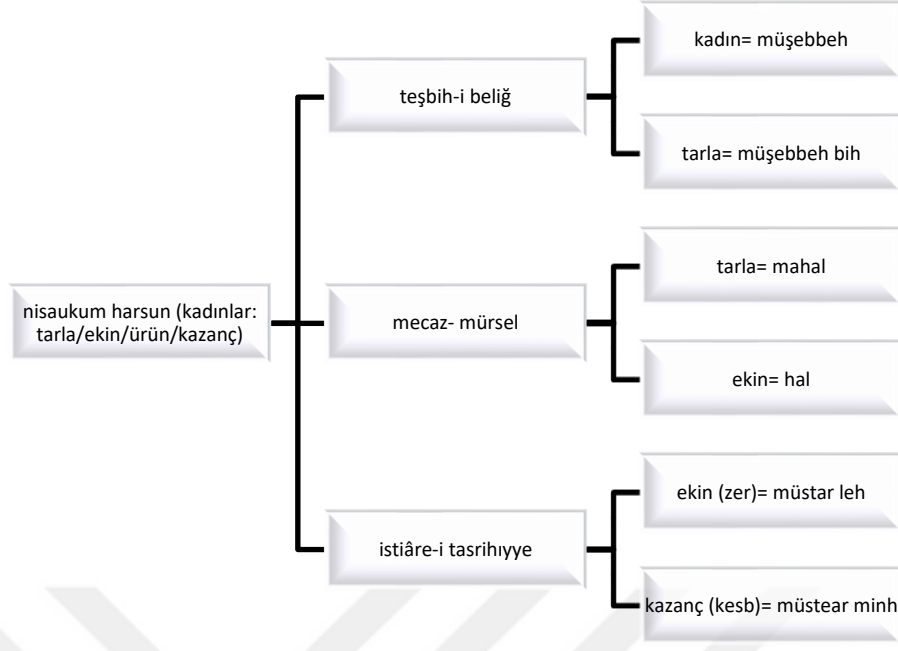 nisaukum harsun (kadınlar:
tarla/ekin/ürün/kazanç)
teşbih-i beliğ
kadın= müşebbeh
tarla= müşebbeh bih
mecaz- mürsel
tarla= mahal
ekin= hal
istiâre-i tasrihıyye
ekin (zer)= müstar leh
kazanç (kesb)= müstear minh